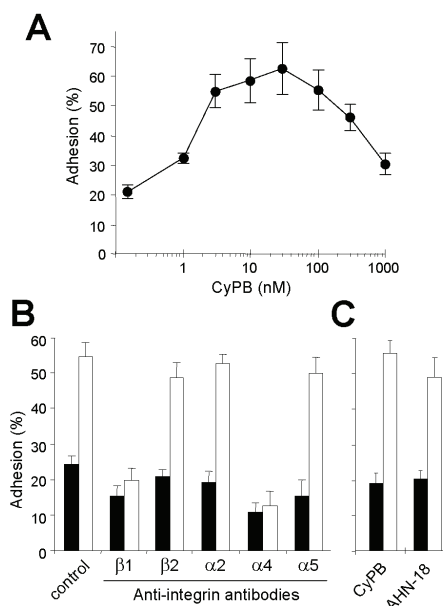 A
Adhesion (%)
70
60
50
40
30
20
10
0
1 10 100 1000
CyPB (nM)
B
C
Adhesion (%)
60
50
40
30
20
10
0
control β1 β2 α2 α4 α5
Anti-integrin antibodies
CyPB AHN-18